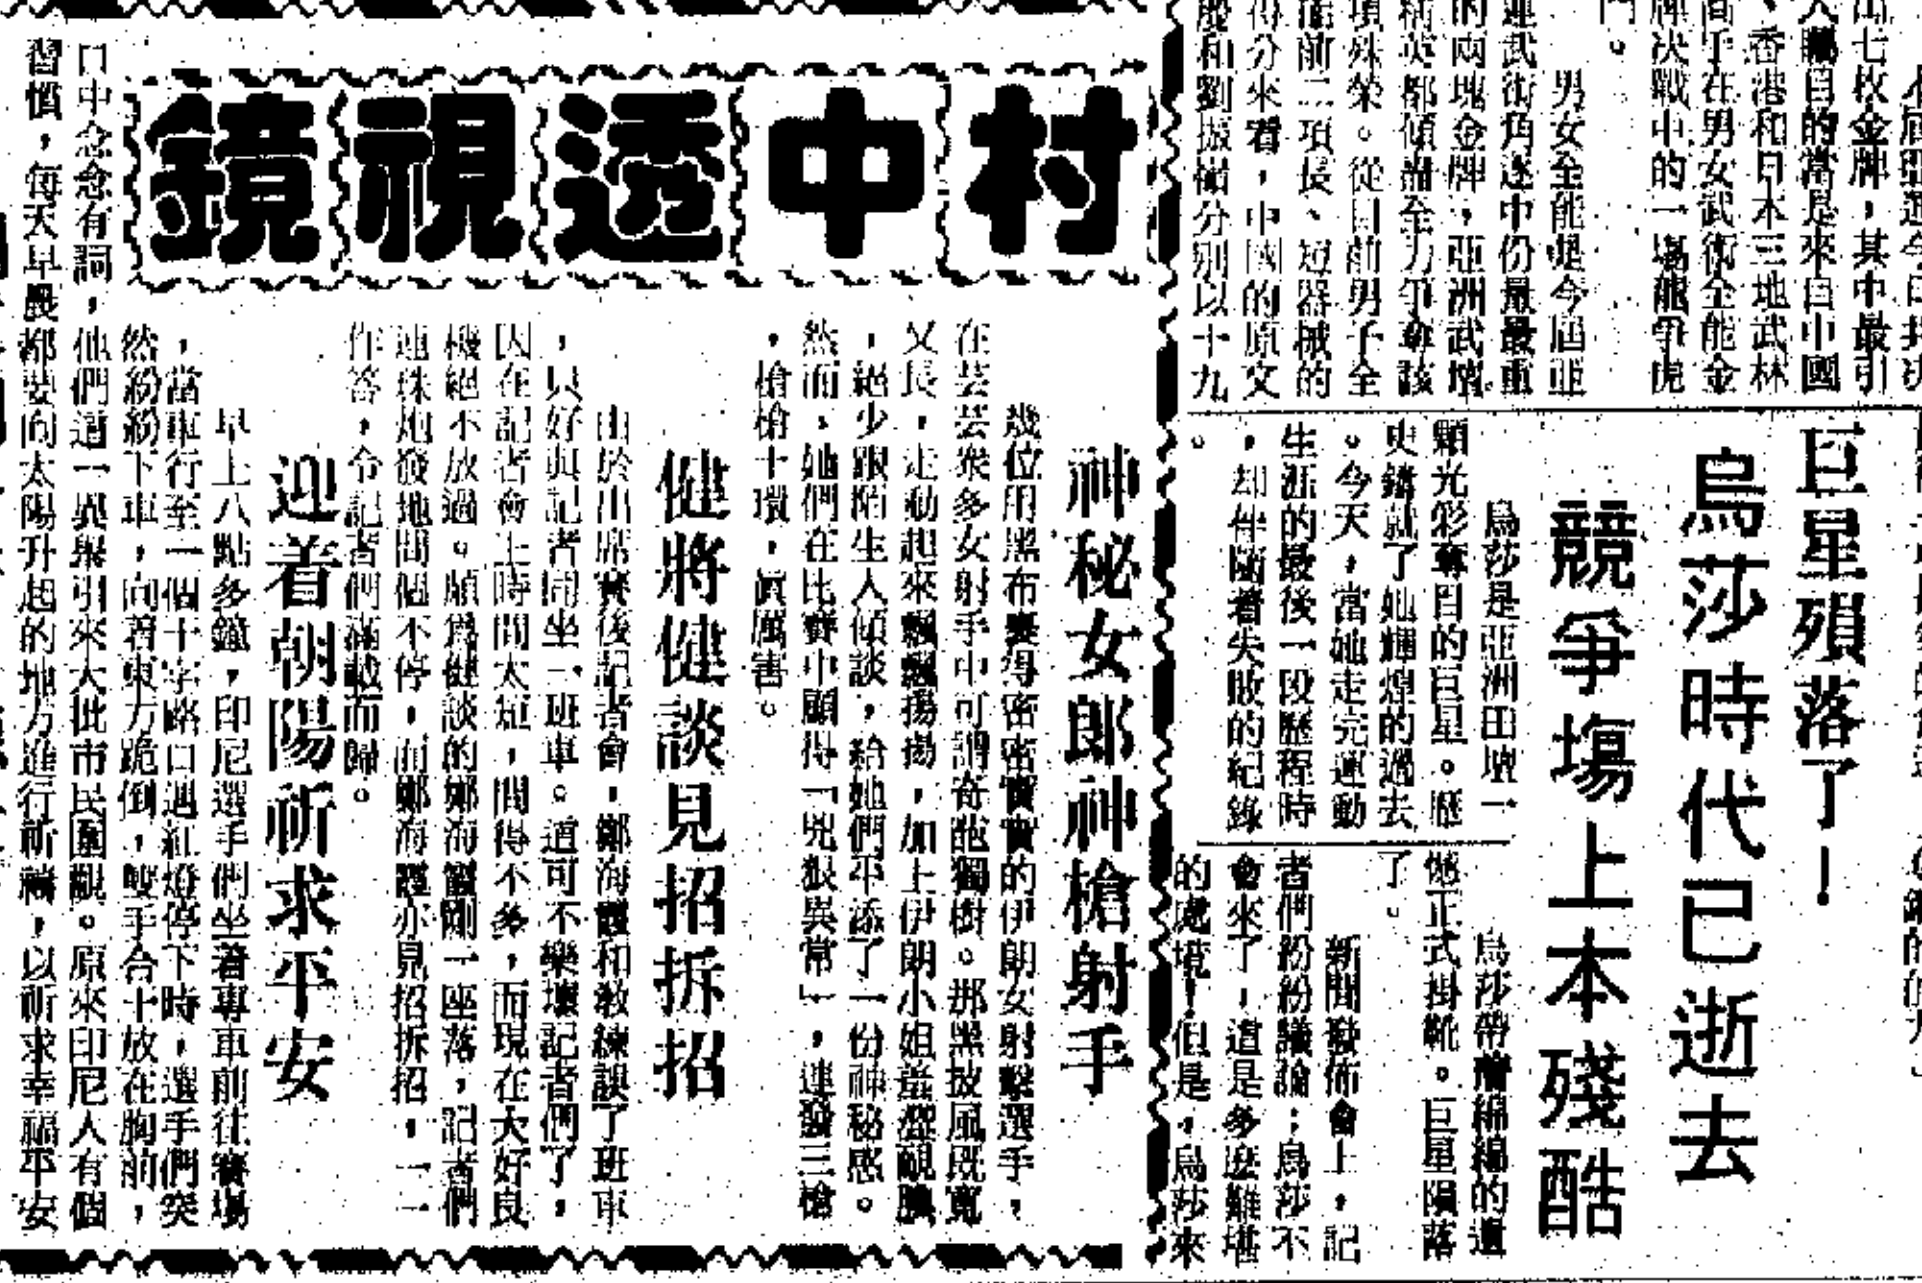 人矚目的當是來自中國
、香港和日本三地武林
高手在男女武術全能金
牌决戰中的一塲龍爭虎
鬥。
男女全能是今屆亞
運武術角逐中份量最重
的兩塊金牌，亞洲武壇
精英都傾囊全力爭奪該
項殊榮。從目前男子全
能前二項長、短器械的
得分來看，中國的原文
慶和劉振嶺分別以十九
巨星殞落了！
烏莎時代已逝去
競爭塲上本殘酷
烏莎是亞洲田壇一
顆光彩奪目的巨星。歷
史鑄就了她輝煌的過去
。今天，當她走完運動
生涯的最後一段歷程時
，却伴隨着失敗的紀錄
。
烏莎帶着綿綿的遺
他正式掛靴。巨星隕落
了。
新聞發佈會上，記
者們紛紛議論：烏莎不
會來了，這是多麽難堪
的處境！但是，烏莎來
村中透視鏡
神秘女郎神槍射手
幾位用黑布裹得密密實實的伊朗女射擊選手，
在芸芸衆多女射手中可謂奇葩獨樹。那黑披風既寬
又長，走動起來飄飄揚揚，加上伊朗小姐羞澀靦腆
，絕少跟陌生人傾談，給她們平添了一份神秘感。
然而，她們在比賽中顯得「兇狠異常」，連發三槍
，槍槍十環，眞厲害。
健將健談見招拆招
由於出席賽後記者會，鄭海霞和敎練誤了班車
，只好與記者同坐一班車。這可不樂壞記者們了，
因在記者會上時間太短，問得不多，而現在大好良
機絕不放過。頗爲健談的鄭海霞剛一座落，記者們
連珠炮發地問個不停，而鄭海霞亦見招拆招，一一
作答，令記者們滿載而歸。
迎着朝陽祈求平安
早上八點多鐘，印尼選手們坐着專車前往賽場
，當車行至一個十字路口遇紅燈停下時，選手們突
然紛紛下車，向着東方跪倒，雙手合十放在胸前，
口中念念有詞，他們這一異擧引來大批市民圍觀。原來印尼人有個
習慣，每天早晨都要向太陽升起的地方進行祈禱，以祈求幸福平安